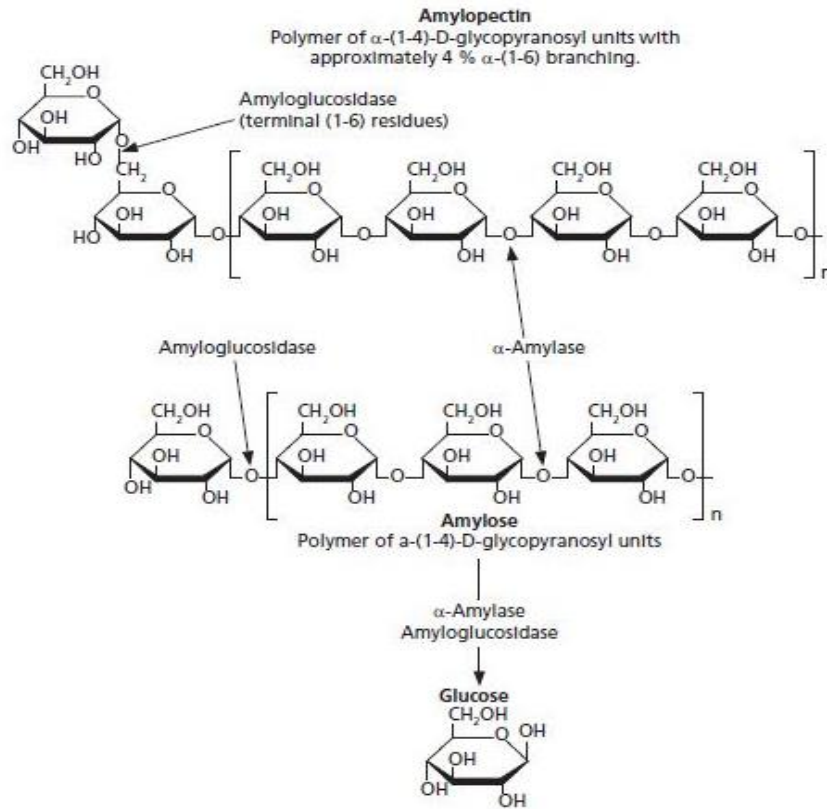 Amylopectin
Polymer of α-(1-4)-D-glycopyranosyl units with
approximately 4 % α-(1-6) branching.
CH₂OH
O
Amyloglucosidase
(terminal (1-6) residues)
OH
OH HO O
CH₂ CH₂OH CH₂OH CH₂OH CH₂OH
O O O O O
OH OH OH OH OH
HO O O O O O
OH OH OH OH OH
n
Amyloglucosidase α-Amylase
CH₂OH CH₂OH CH₂OH CH₂OH
O O O O
OH OH OH OH
OH O O O O
OH OH OH OH
n
Amylose
Polymer of a-(1-4)-D-glycopyranosyl units
α-Amylase
Amyloglucosidase
Glucose
CH₂OH
O OH
OH
OH
OH